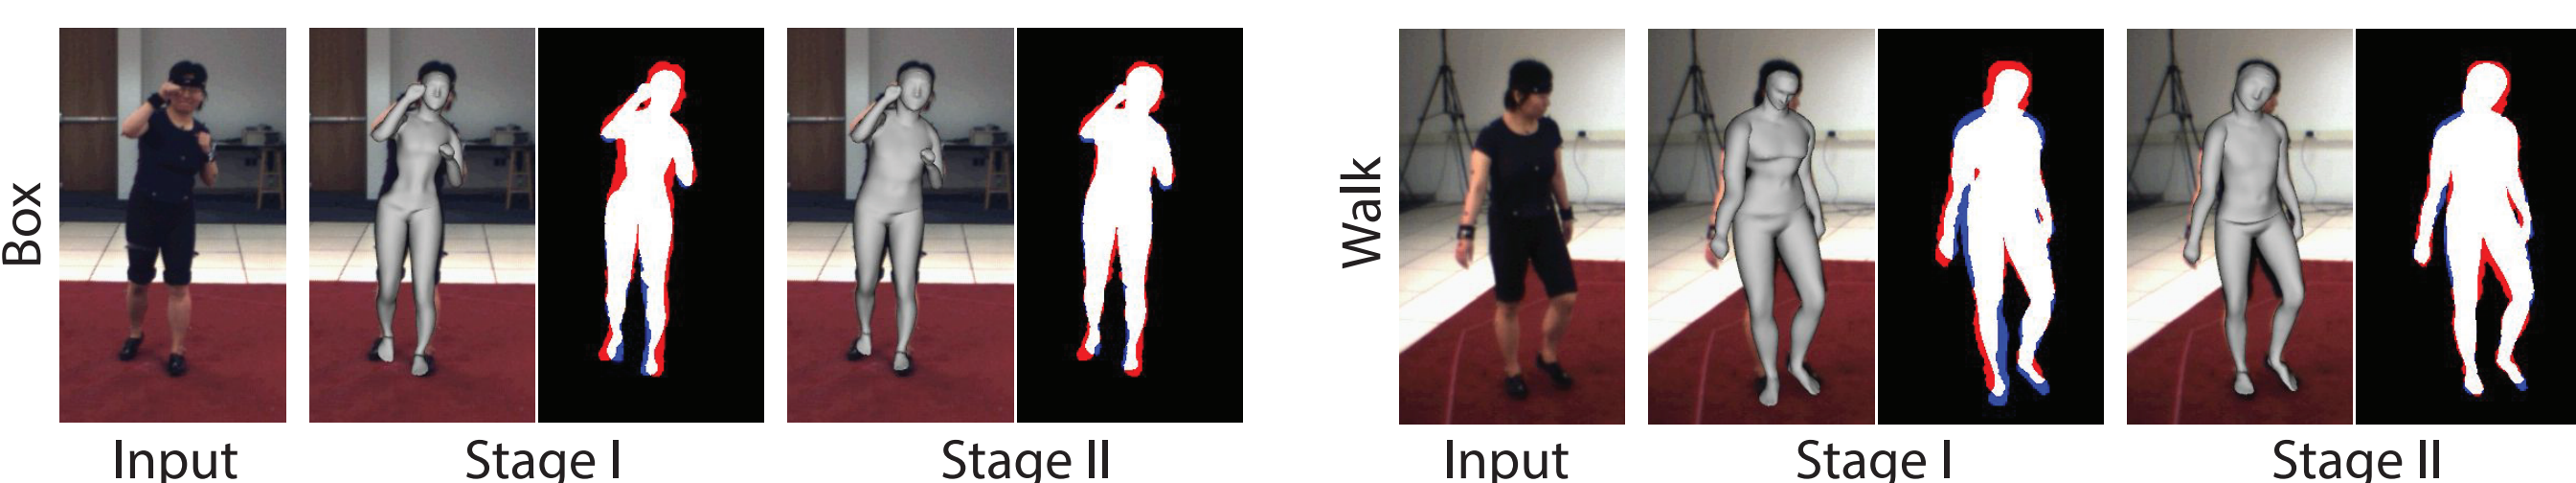 Box
Input
Stage I
Stage II
Walk
Input
Stage I
Stage II